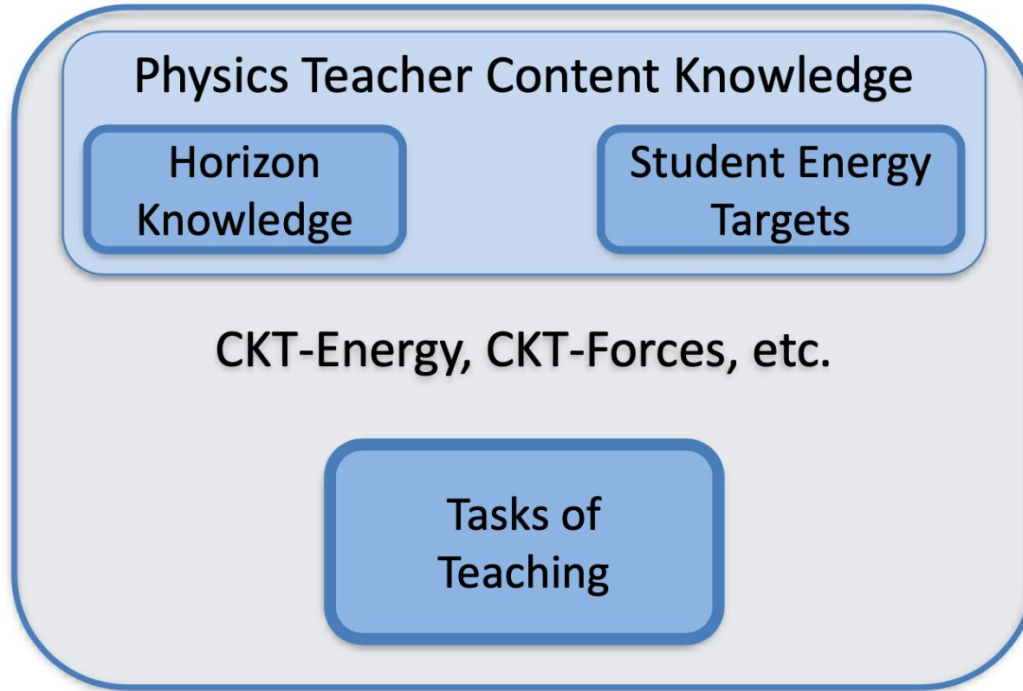 Physics Teacher Content Knowledge
Horizon
Knowledge
Student Energy
Targets
CKT-Energy, CKT-Forces, etc.
Tasks of
Teaching